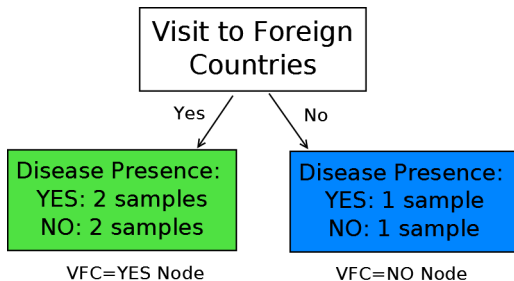 Visit to Foreign
Countries
Yes
No
Disease Presence:
YES: 2 samples
NO: 2 samples
Disease Presence:
YES: 1 sample
NO: 1 sample
VFC=YES Node
VFC=NO Node